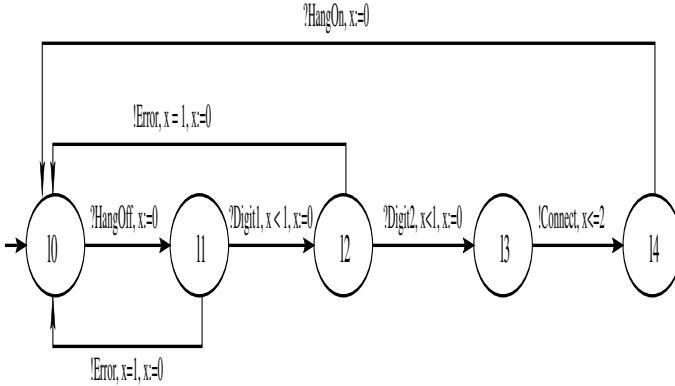 ?HangOn, x:=0
!Error, x = 1, x:=0
?HangOff, x:=0
?Digit1, x < 1, x:=0
?Digit2, x<1, x:=0
!Connect, x<=2
l0
l1
l2
l3
l4
!Error, x=1, x:=0